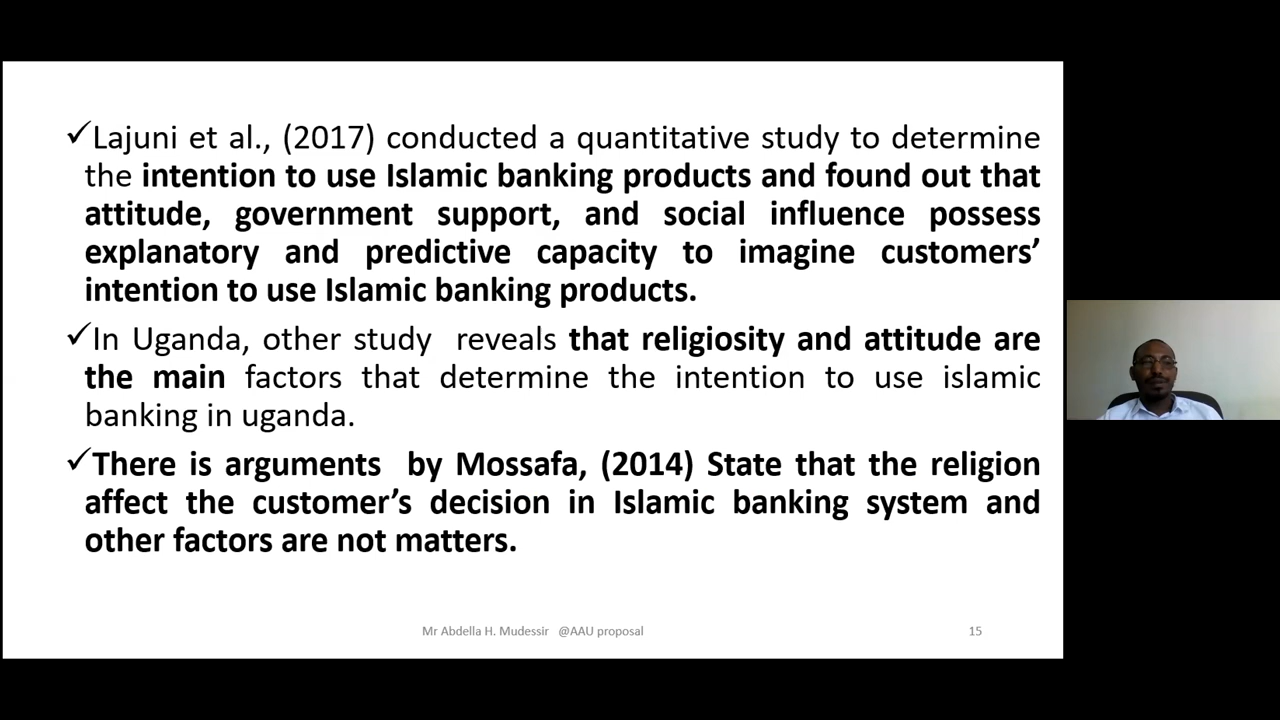 ✓Lajuni et al., (2017) conducted a quantitative study to determine
the intention to use Islamic banking products and found out that
attitude, government support, and social influence possess
explanatory and predictive capacity to imagine customers’
intention to use Islamic banking products.
✓In Uganda, other study reveals that religiosity and attitude are
the main factors that determine the intention to use islamic
banking in uganda.
✓There is arguments by Mossafa, (2014) State that the religion
affect the customer’s decision in Islamic banking system and
other factors are not matters.
Mr Abdella H. Mudessir @AAU proposal 15